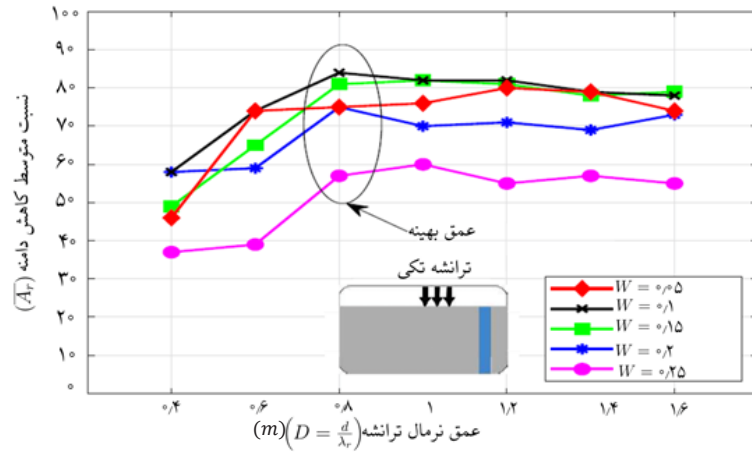 ۱۰۰
۹۰
۸۰
۷۰
۶۰
۵۰
۴۰
۳۰
۲۰
۱۰
۰
نسبت متوسط کاهش دامنه (A̅ᵣ)
عمق بهینه
ترانشه تکی
W = ۰٫۰۵
W = ۰٫۱
W = ۰٫۱۵
W = ۰٫۲
W = ۰٫۲۵
۰٫۴ ۰٫۶ ۰٫۸ ۱ ۱٫۲ ۱٫۴ ۱٫۶
عمق نرمال ترانشه (D = d/λᵣ) (m)